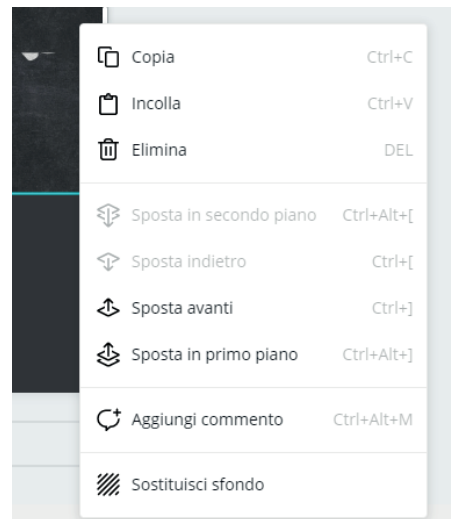 Copia Ctrl+C
Incolla Ctrl+V
Elimina DEL
Sposta in secondo piano Ctrl+Alt+[
Sposta indietro Ctrl+[
Sposta avanti Ctrl+]
Sposta in primo piano Ctrl+Alt+]
Aggiungi commento Ctrl+Alt+M
Sostituisci sfondo